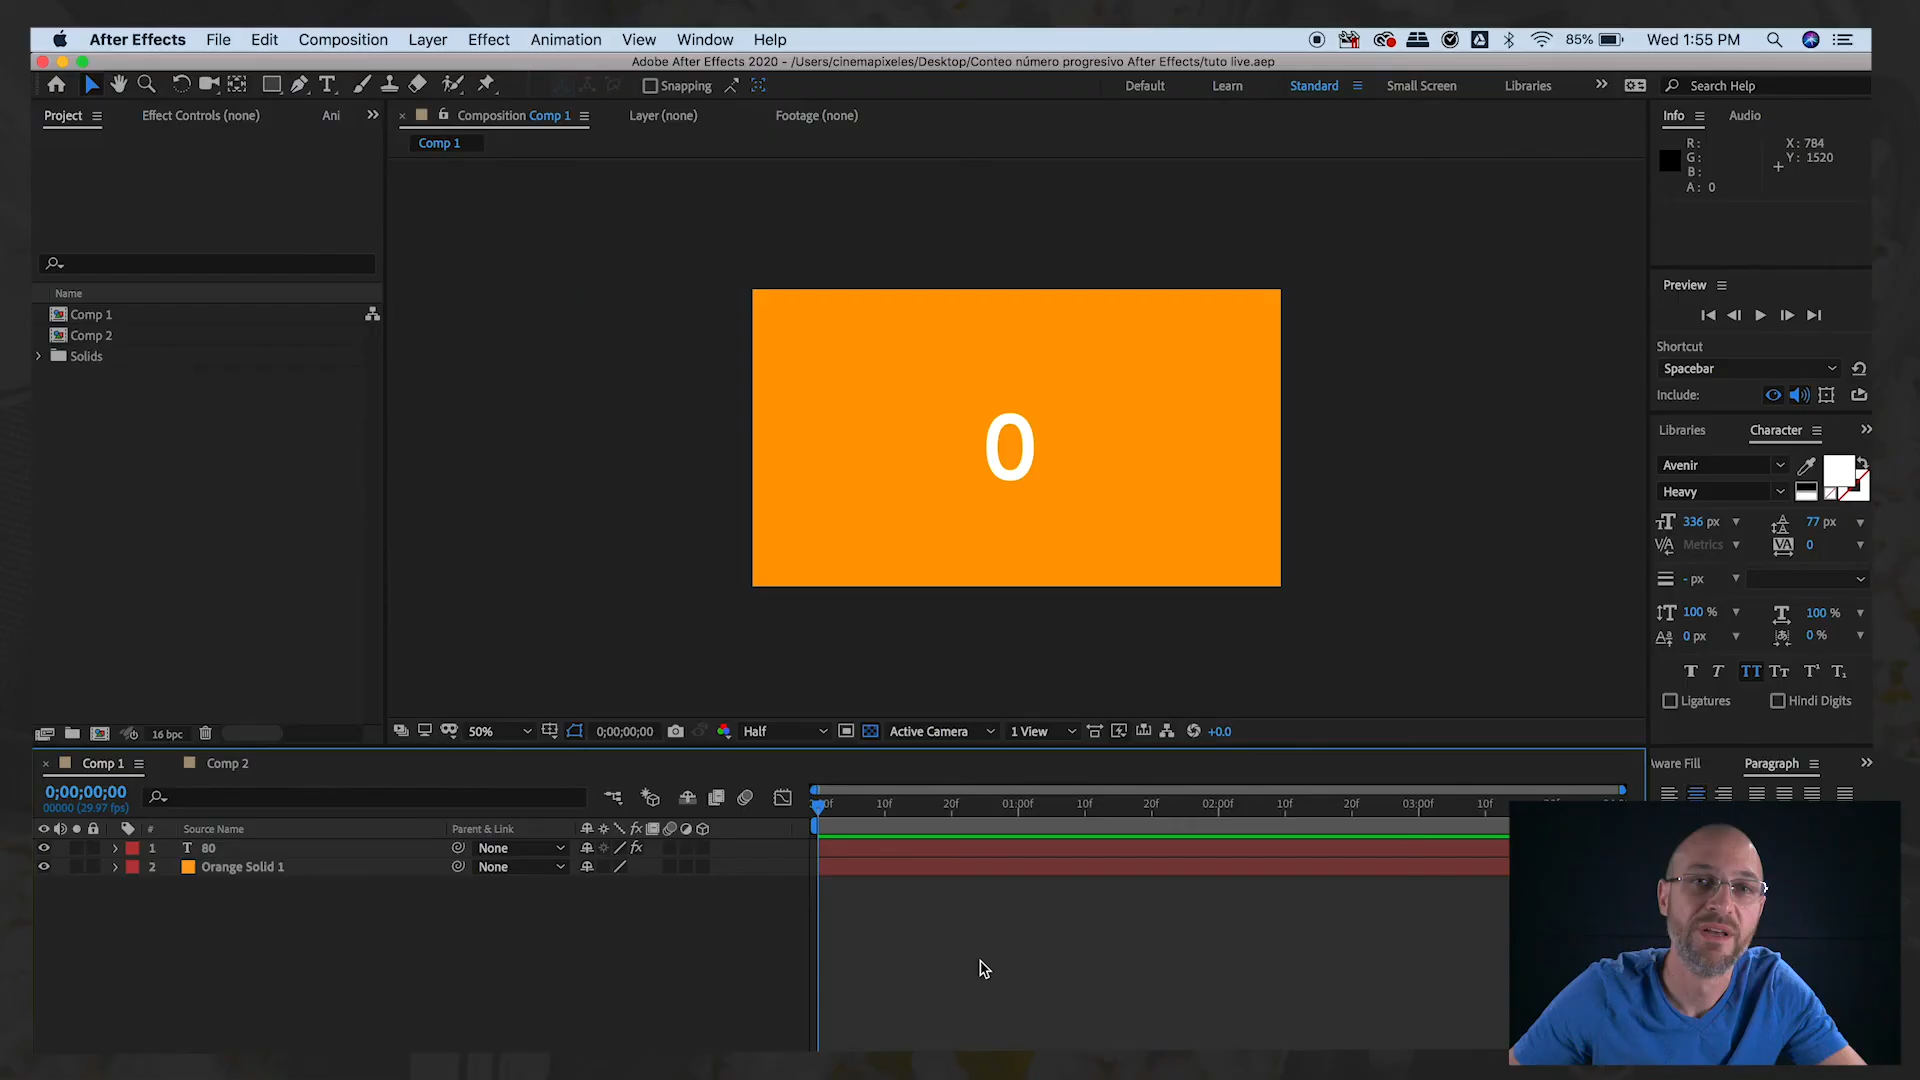 After Effects File Edit Composition Layer Effect Animation View Window Help 85% Wed 1:55 PM
Adobe After Effects 2020 - /Users/cinemapixeles/Desktop/Conteo número progresivo After Effects/tuto live.aep
Snapping Default Learn Standard Small Screen Libraries Search Help
Project Effect Controls (none) Ani Composition Comp 1 Layer (none) Footage (none) Info Audio
Comp 1
R:
G:
B:
A: 0
X: 784
Y: 1520
Name
Comp 1
Comp 2
Solids
0
Preview
Shortcut
Spacebar
Include:
Libraries Character
Avenir
Heavy
336 px 77 px
Metrics 0
- px
100 % 100 %
0 px 0 %
Ligatures Hindi Digits
16 bpc 50% 0;00;00;00 Half Active Camera 1 View +0.0
Comp 1 Comp 2 Aware Fill Paragraph
0;00;00;00
00000 (29.97 fps)
10f 20f 01:00f 10f 20f 02:00f 10f 20f 03:00f 10f
# Source Name Parent & Link
1 T 80 None
2 Orange Solid 1 None